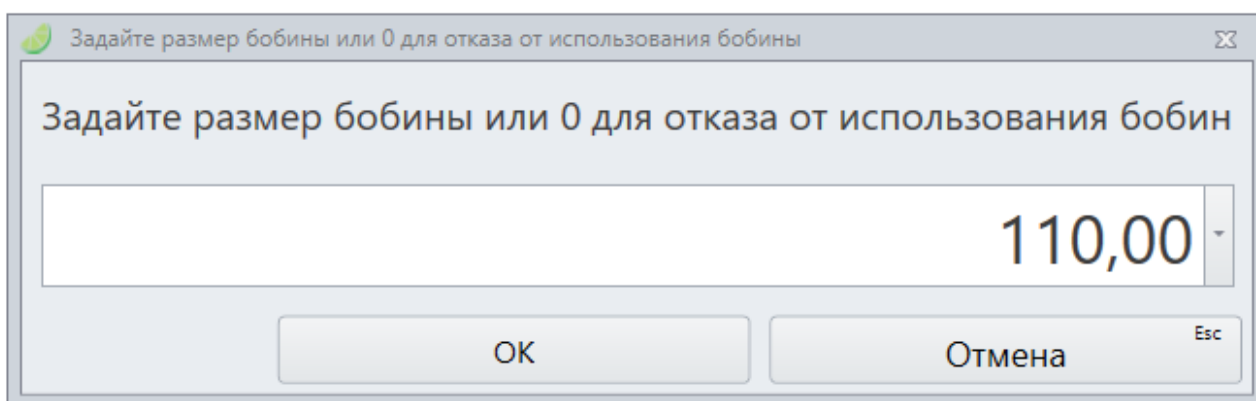 Задайте размер бобины или 0 для отказа от использования бобины
Задайте размер бобины или 0 для отказа от использования бобин
110,00
OK
Отмена Esc